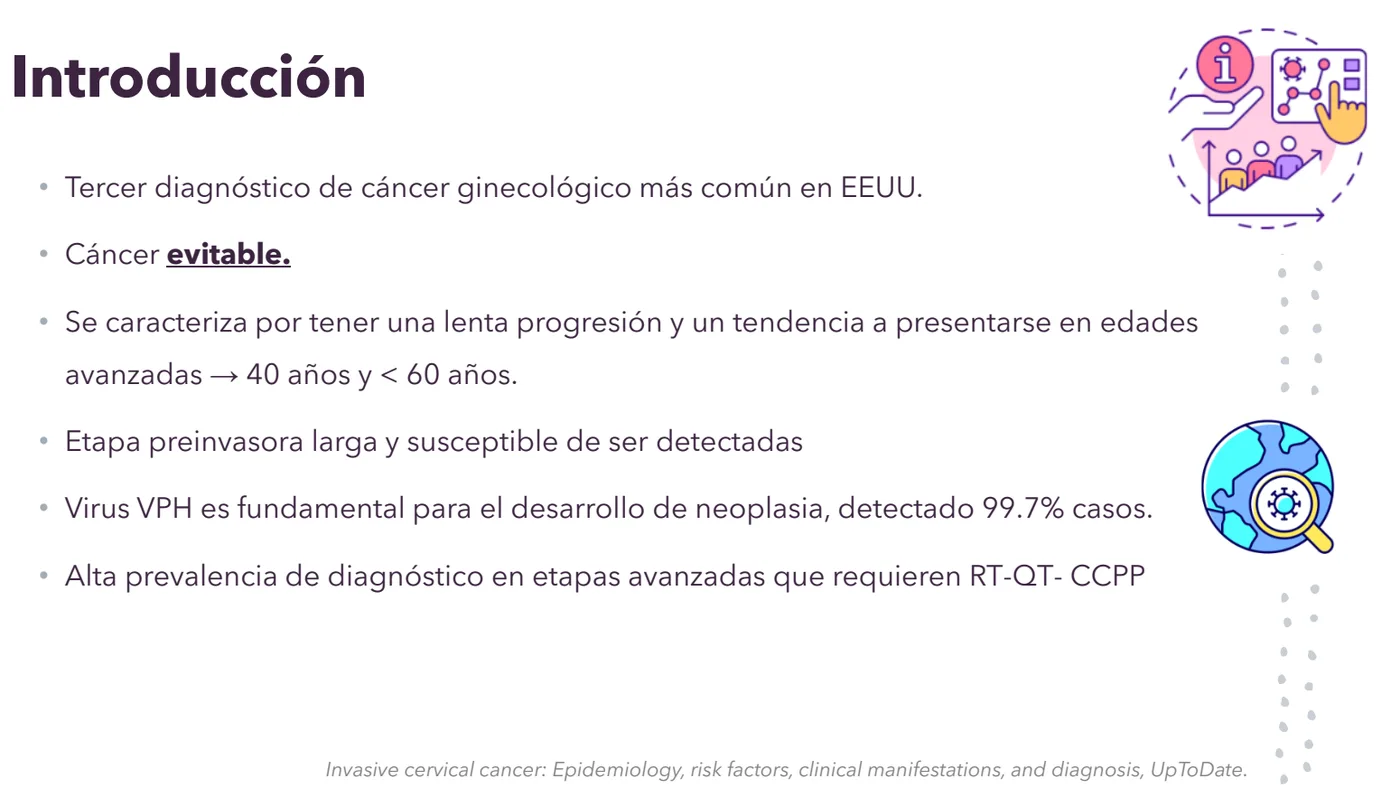 Introducción
• Tercer diagnóstico de cáncer ginecológico más común en EEUU.
• Cáncer evitable.
• Se caracteriza por tener una lenta progresión y un tendencia a presentarse en edades
avanzadas → 40 años y < 60 años.
• Etapa preinvasora larga y susceptible de ser detectadas
• Virus VPH es fundamental para el desarrollo de neoplasia, detectado 99.7% casos.
• Alta prevalencia de diagnóstico en etapas avanzadas que requieren RT-QT- CCPP
Invasive cervical cancer: Epidemiology, risk factors, clinical manifestations, and diagnosis, UpToDate.